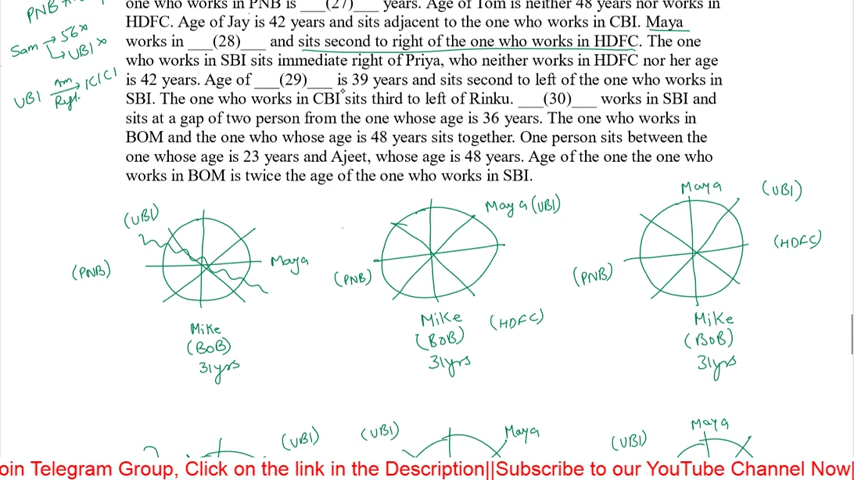 one who works in PNB is ___(27)___ years. Age of Tom is neither 48 years nor works in
HDFC. Age of Jay is 42 years and sits adjacent to the one who works in CBI. Maya
works in ___(28)___ and sits second to right of the one who works in HDFC. The one
who works in SBI sits immediate right of Priya, who neither works in HDFC nor her age
is 42 years. Age of ___(29)___ is 39 years and sits second to left of the one who works in
SBI. The one who works in CBI sits third to left of Rinku. ___(30)___ works in SBI and
sits at a gap of two person from the one whose age is 36 years. The one who works in
BOM and the one whose age is 48 years sits together. One person sits between the
one whose age is 23 years and Ajeet, whose age is 48 years. Age of the one the one who
works in BOM is twice the age of the one who works in SBI.
PNB
Sam → 56 x
↳ UBI x
UBI → ICICI
(UBI)
(PNB)
Maya
Mike
(BOB)
31yrs
Maya (UBI)
(PNB)
Mike (HDFC)
(BOB)
31yrs
Maya (UBI)
(HDFC)
(PNB)
Mike
(BOB)
31yrs
(UBI)
(UBI) Maya
(UBI) Maya
oin Telegram Group, Click on the link in the Description||Subscribe to our YouTube Channel Now|